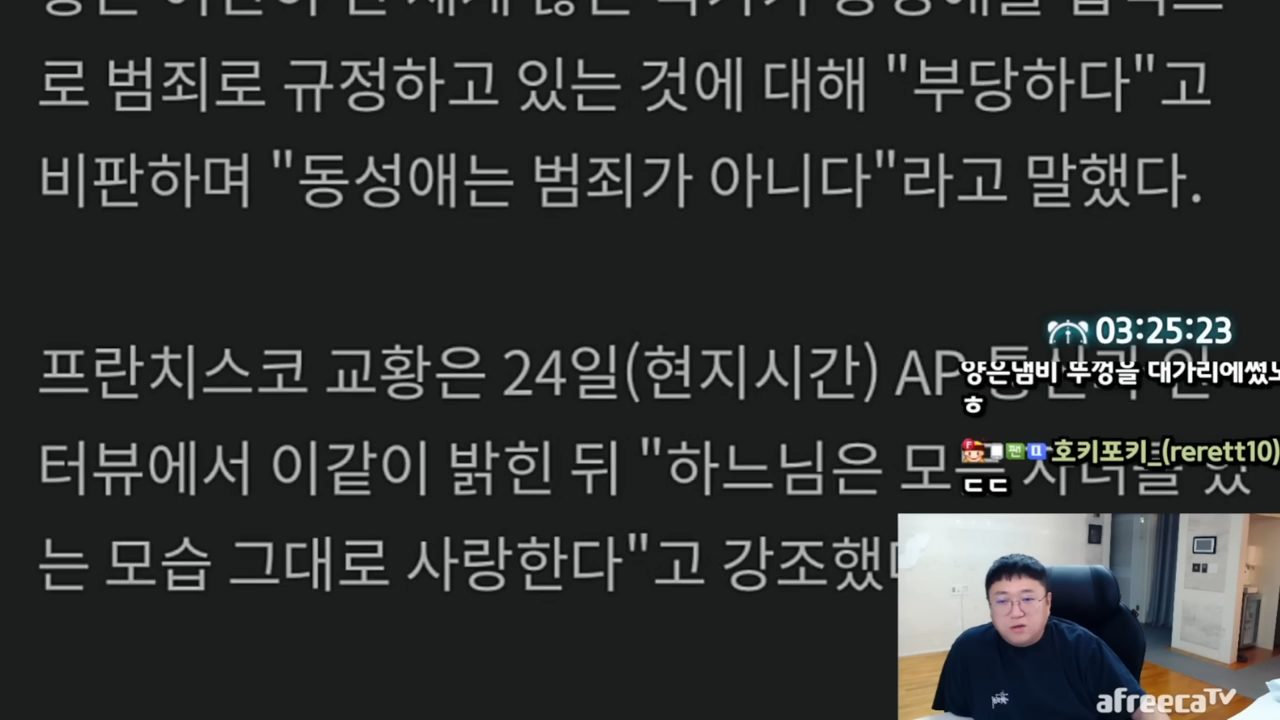 로 범죄로 규정하고 있는 것에 대해 "부당하다"고
비판하며 "동성애는 범죄가 아니다"라고 말했다.
프란치스코 교황은 24일(현지시간) AP
터뷰에서 이같이 밝힌 뒤 "하느님은
는 모습 그대로 사랑한다"고 강조했
03:25:23
양은냄비 뚜껑을 대가리에썼
ㅎ
팬 호키포키_(rerett10)
ㄷㄷ
afreecaTV